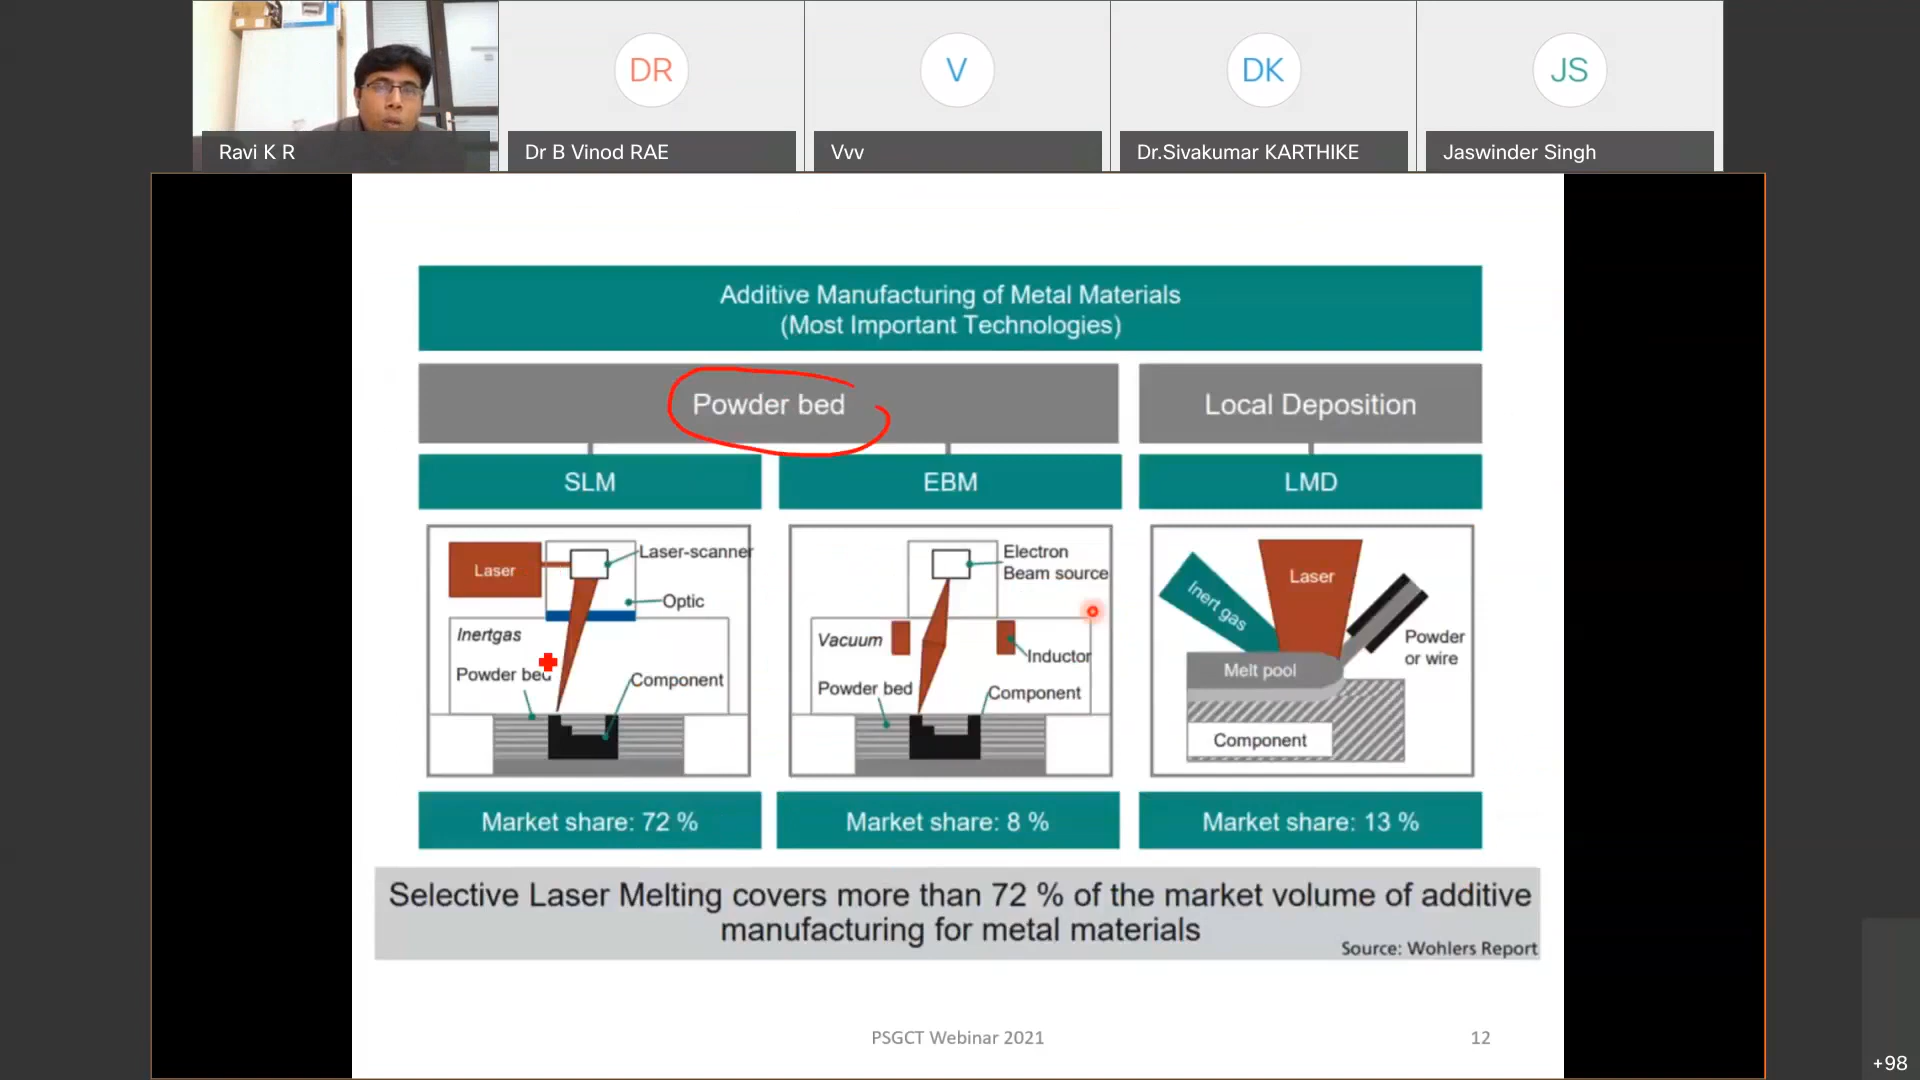 DR
V
DK
JS
Ravi K R
Dr B Vinod RAE
Vvv
Dr.Sivakumar KARTHIKE
Jaswinder Singh
Additive Manufacturing of Metal Materials
(Most Important Technologies)
Powder bed
Local Deposition
SLM
EBM
LMD
Laser
Laser-scanner
Optic
Inertgas
Powder bed
Component
Electron
Beam source
Vacuum
Inductor
Powder bed
Component
Inert gas
Laser
Powder
or wire
Melt pool
Component
Market share: 72 %
Market share: 8 %
Market share: 13 %
Selective Laser Melting covers more than 72 % of the market volume of additive
manufacturing for metal materials
Source: Wohlers Report
PSGCT Webinar 2021
12
+98